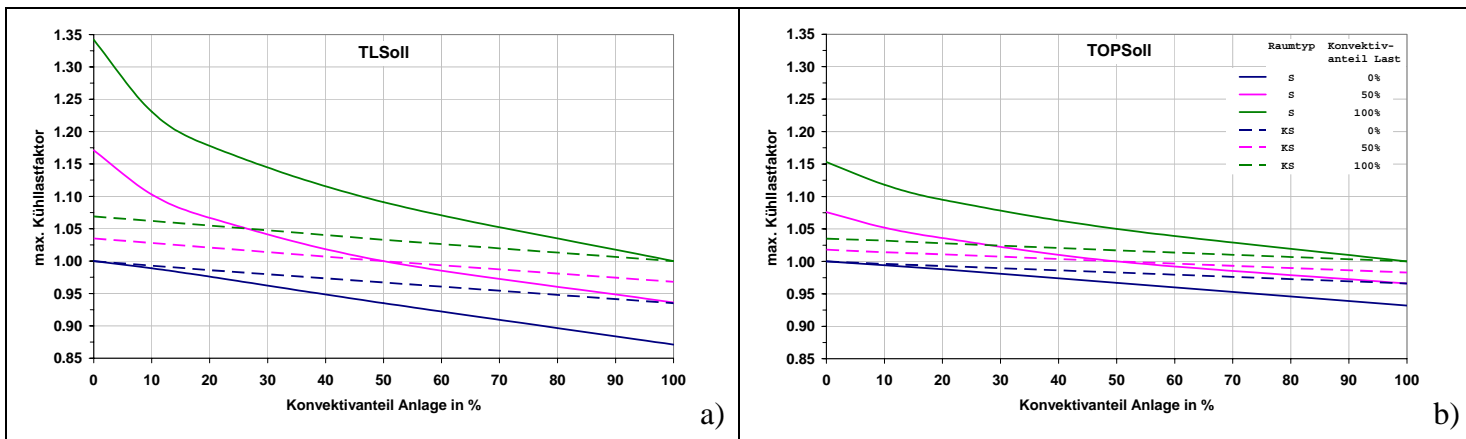 TLSoll
max. Kühllastfaktor
1.35
1.30
1.25
1.20
1.15
1.10
1.05
1.00
0.95
0.90
0.85
0 10 20 30 40 50 60 70 80 90 100
Konvektivanteil Anlage in %
a)
TOPSoll
Raumtyp Konvektiv-
anteil Last
S 0%
S 50%
S 100%
KS 0%
KS 50%
KS 100%
max. Kühllastfaktor
1.35
1.30
1.25
1.20
1.15
1.10
1.05
1.00
0.95
0.90
0.85
0 10 20 30 40 50 60 70 80 90 100
Konvektivanteil Anlage in %
b)